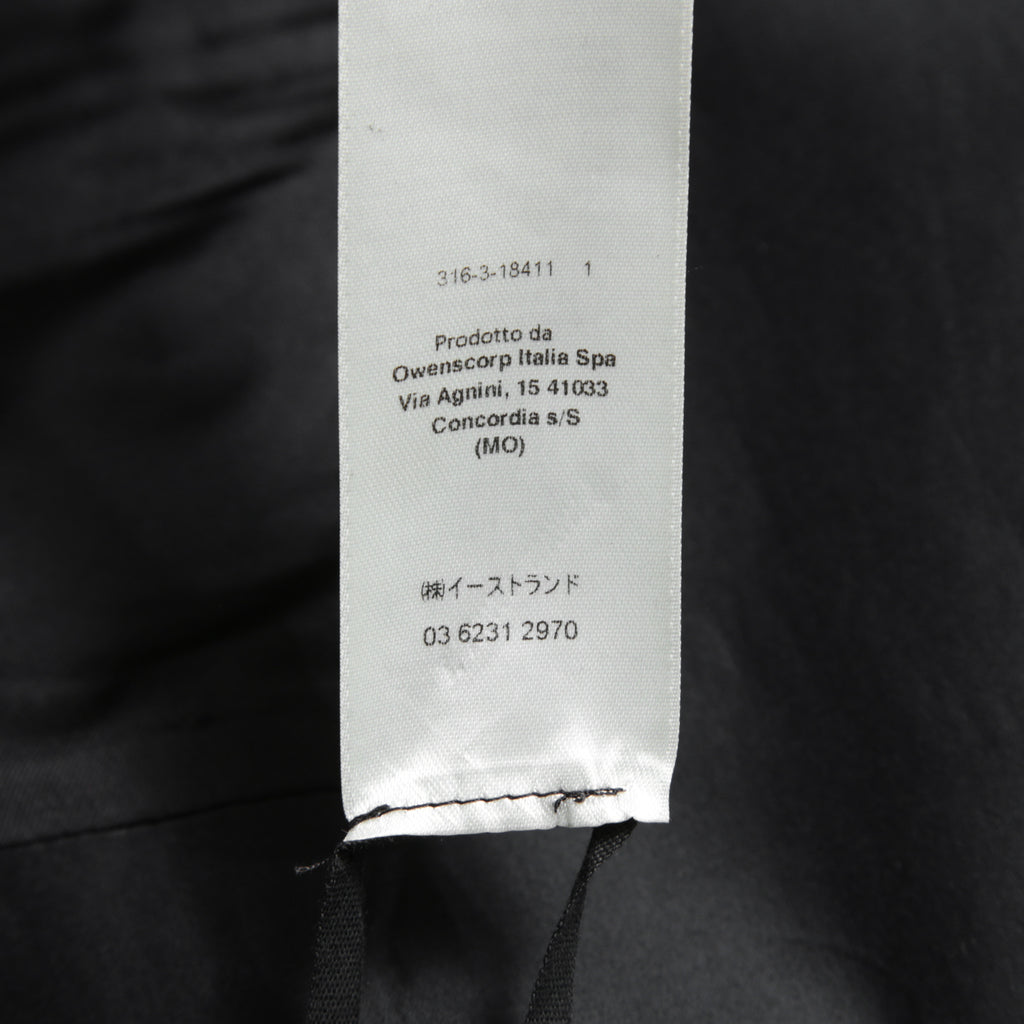 316-3-18411 1
Prodotto da
Owenscorp Italia Spa
Via Agnini, 15 41033
Concordia s/S
(MO)
㈱イーストランド
03 6231 2970